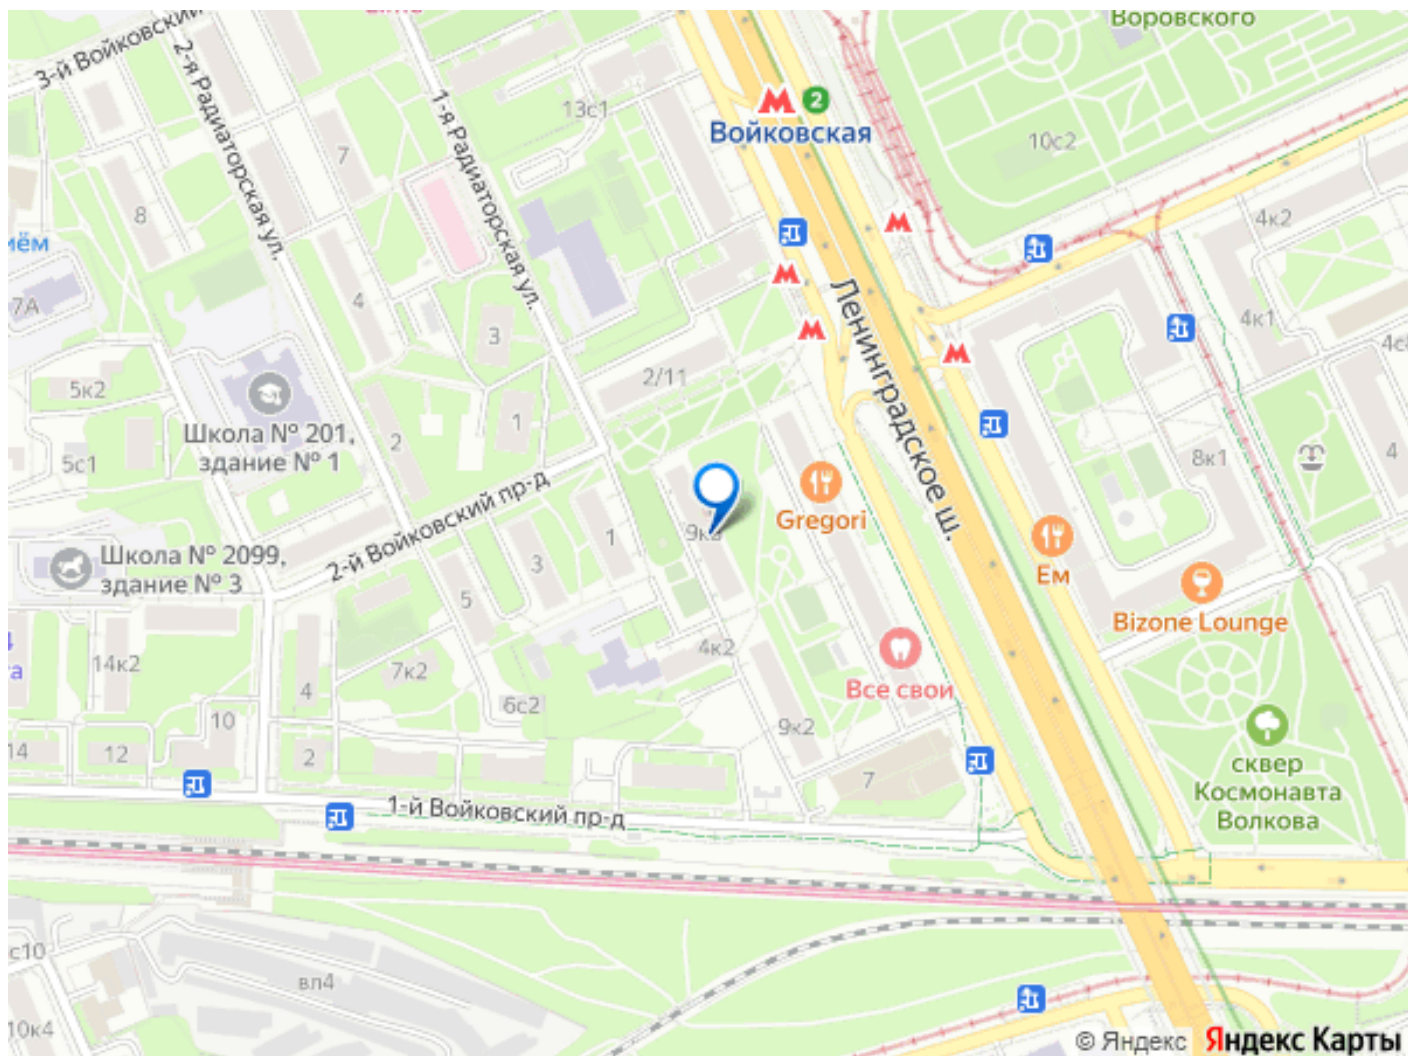 Воровского
3-й Войковский
2-я Радиаторская ул.
1-я Радиаторская ул.
13с1
2
Войковская
10с2
7
8
4к2
7А
4
3
4к1
Ленинградское ш.
2/11
5к2
1
Школа № 201,
здание № 1
2
5с1
8к1
4
2-й Войковский пр-д
Gregori
9к3
1
3
Школа № 2099,
здание № 3
Ем
5
Bizone Lounge
14к2
7к2
4к2
Все свои
4
6с2
10
9к2
14
12
2
7
сквер
Космонавта
Волкова
1-й Войковский пр-д
с10
вл4
10к4
© Яндекс
Яндекс Карты